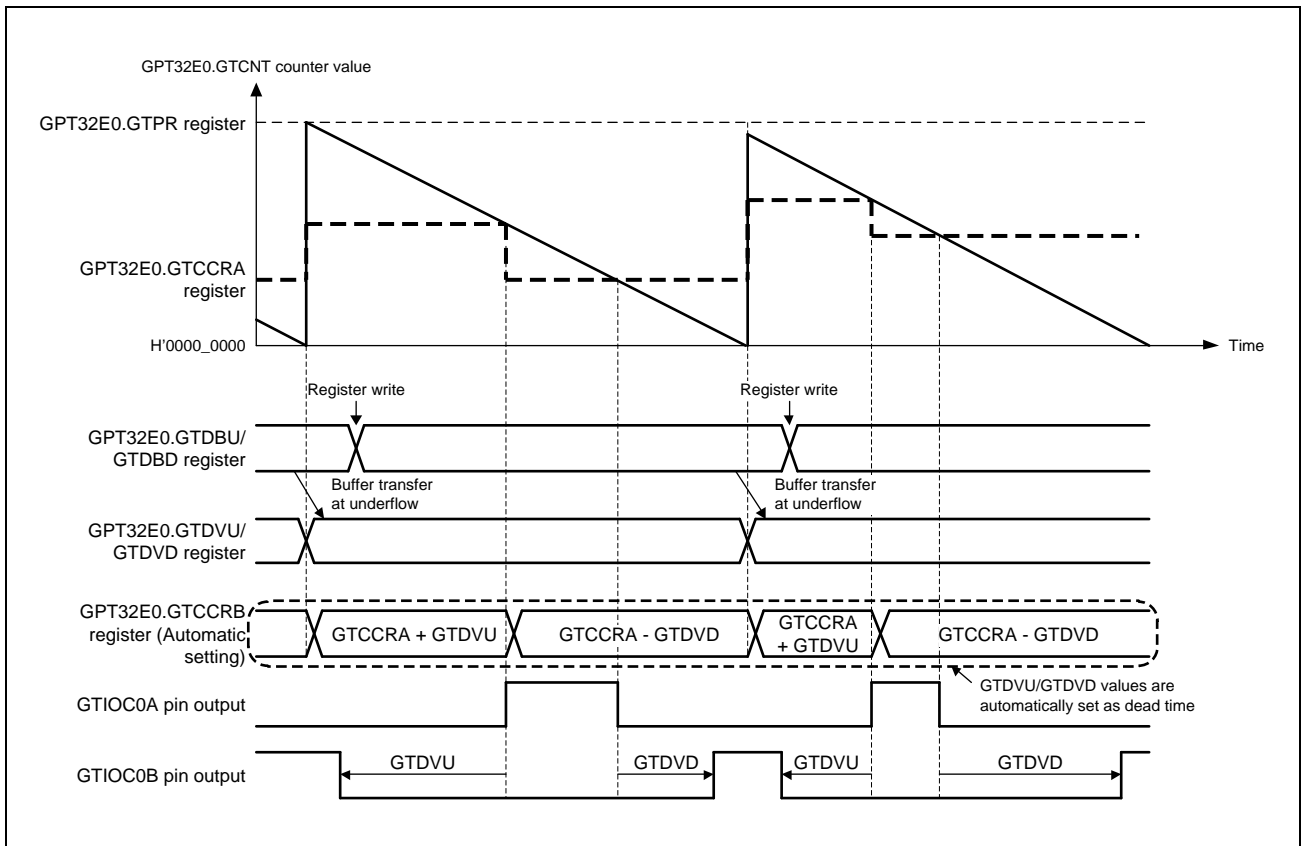 GPT32E0.GTCNT counter value
GPT32E0.GTPR register
GPT32E0.GTCCRA
register
H'0000_0000
Time
Register write
Register write
GPT32E0.GTDBU/
GTDBD register
Buffer transfer
at underflow
Buffer transfer
at underflow
GPT32E0.GTDVU/
GTDVD register
GPT32E0.GTCCRB
register (Automatic
setting)
GTCCRA + GTDVU
GTCCRA - GTDVD
GTCCRA
+ GTDVU
GTCCRA - GTDVD
GTDVU/GTDVD values are
automatically set as dead time
GTIOC0A pin output
GTIOC0B pin output
GTDVU
GTDVD
GTDVU
GTDVD